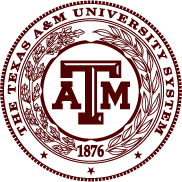 THE TEXAS A&M UNIVERSITY SYSTEM
ATM
1876